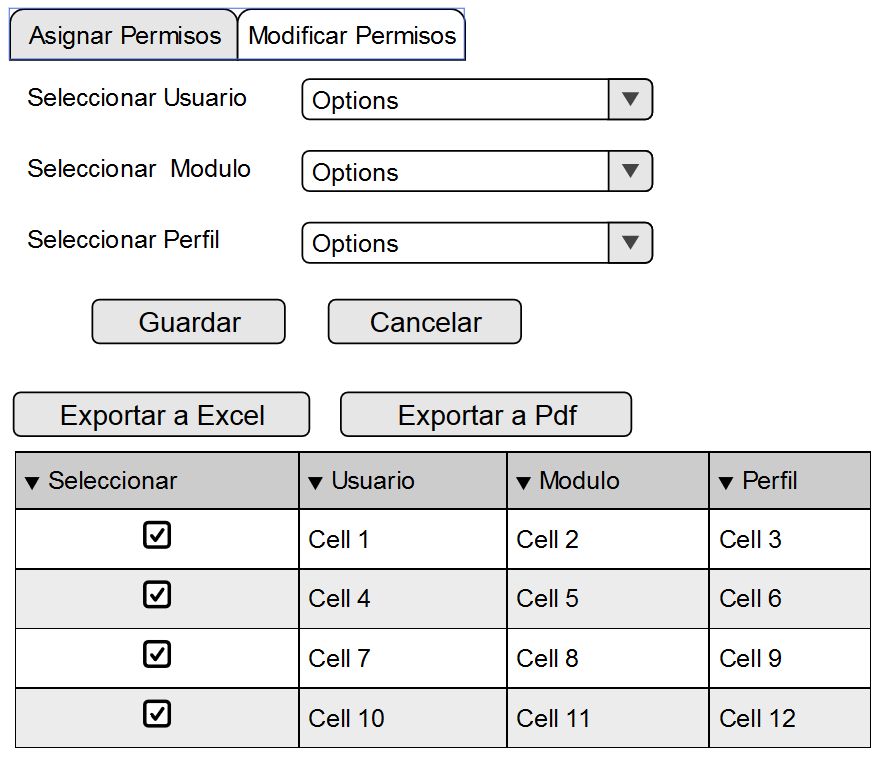 Asignar Permisos Modificar Permisos
Seleccionar Usuario Options
Seleccionar Modulo Options
Seleccionar Perfil Options
Guardar Cancelar
Exportar a Excel Exportar a Pdf
Seleccionar Usuario Modulo Perfil
Cell 1 Cell 2 Cell 3
Cell 4 Cell 5 Cell 6
Cell 7 Cell 8 Cell 9
Cell 10 Cell 11 Cell 12